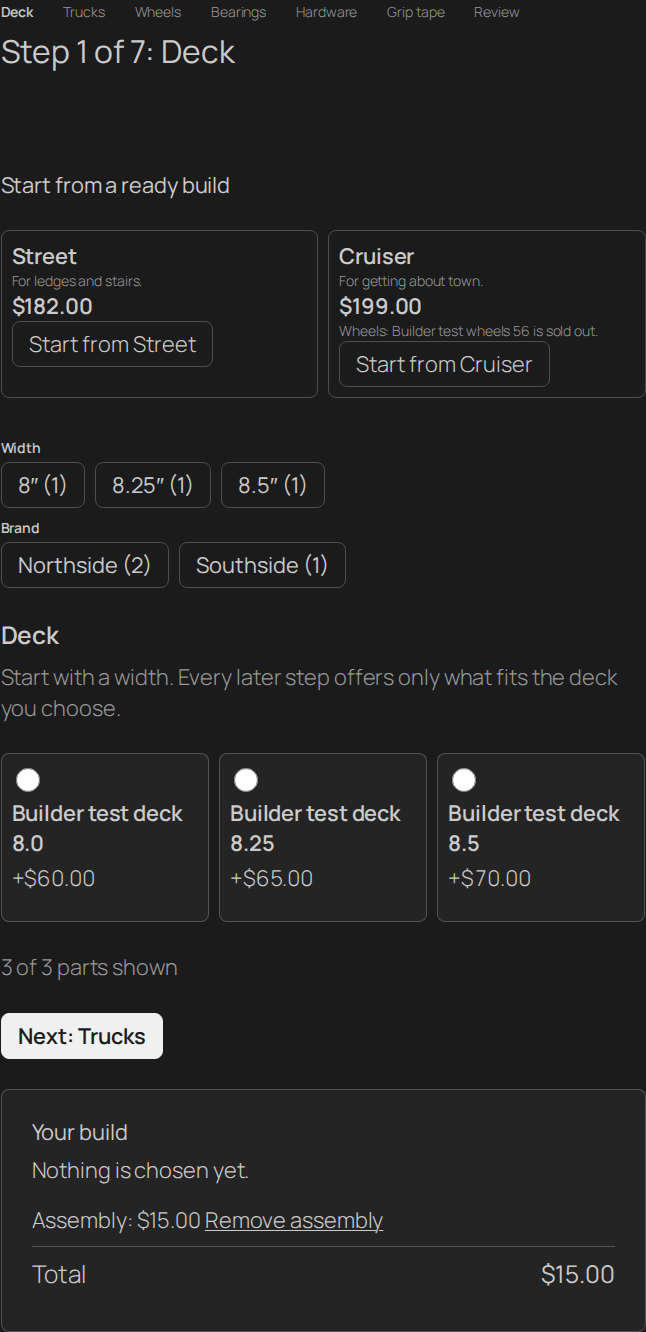 Deck Trucks Wheels Bearings Hardware Grip tape Review
Step 1 of 7: Deck
Start from a ready build
Street
For ledges and stairs.
$182.00
Start from Street
Cruiser
For getting about town.
$199.00
Wheels: Builder test wheels 56 is sold out.
Start from Cruiser
Width
8″ (1)
8.25″ (1)
8.5″ (1)
Brand
Northside (2)
Southside (1)
Deck
Start with a width. Every later step offers only what fits the deck
you choose.
Builder test deck
8.0
+$60.00
Builder test deck
8.25
+$65.00
Builder test deck
8.5
+$70.00
3 of 3 parts shown
Next: Trucks
Your build
Nothing is chosen yet.
Assembly: $15.00 Remove assembly
Total $15.00